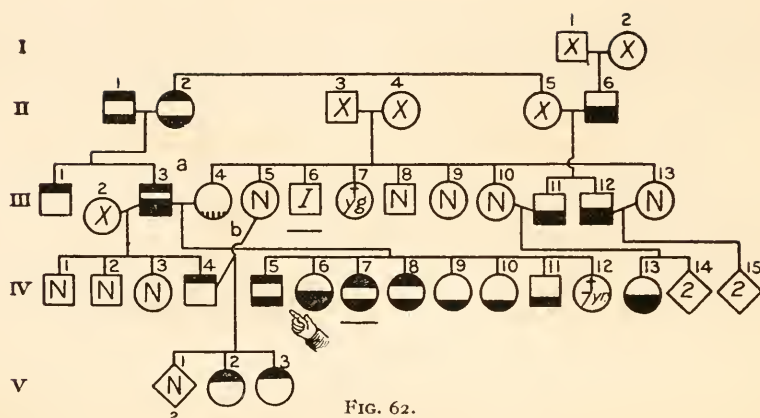 1 2
I X X
1 2 3 4 5 6
II X X X
a
1 2 3 4 5 6 7 8 9 10 11 12 13
III X N I yg N N N N
b
1 2 3 4 5 6 7 8 9 10 11 12 13 14 15
IV N N N 7yr. 2 2
1 2 3
V N
2
FIG. 62.